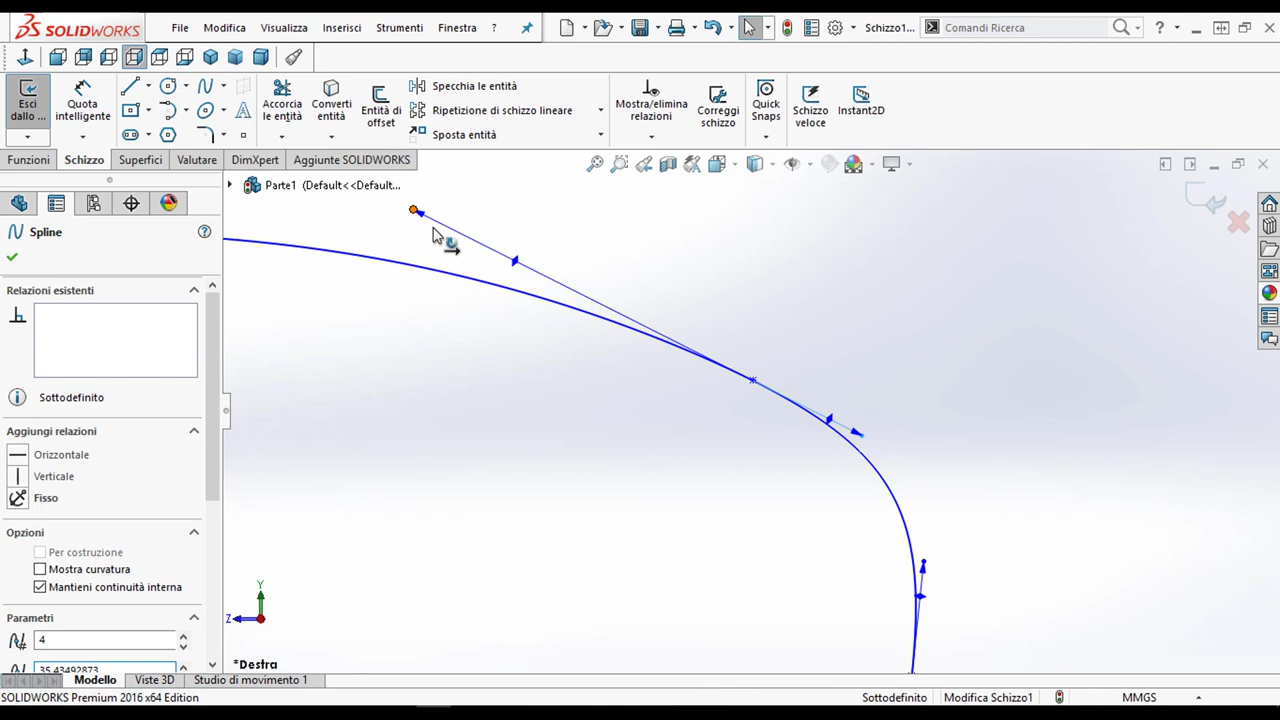 SOLIDWORKS File Modifica Visualizza Inserisci Strumenti Finestra ? Schizzo1... Comandi Ricerca ?
Esci dallo ...
Quota intelligente
Accorcia le entità
Converti entità
Entità di offset
Specchia le entità
Ripetizione di schizzo lineare
Sposta entità
Mostra/elimina relazioni
Correggi schizzo
Quick Snaps
Schizzo veloce
Instant2D
Funzioni Schizzo Superfici Valutare DimXpert Aggiunte SOLIDWORKS
Parte1 (Default<<Default...
Spline ?
Relazioni esistenti
Sottodefinito
Aggiungi relazioni
Orizzontale
Verticale
Fisso
Opzioni
Per costruzione
Mostra curvatura
Mantieni continuità interna
Parametri
4
35.43492873
Y
Z
*Destra
Modello Viste 3D Studio di movimento 1
SOLIDWORKS Premium 2016 x64 Edition Sottodefinito Modifica Schizzo1 MMGS